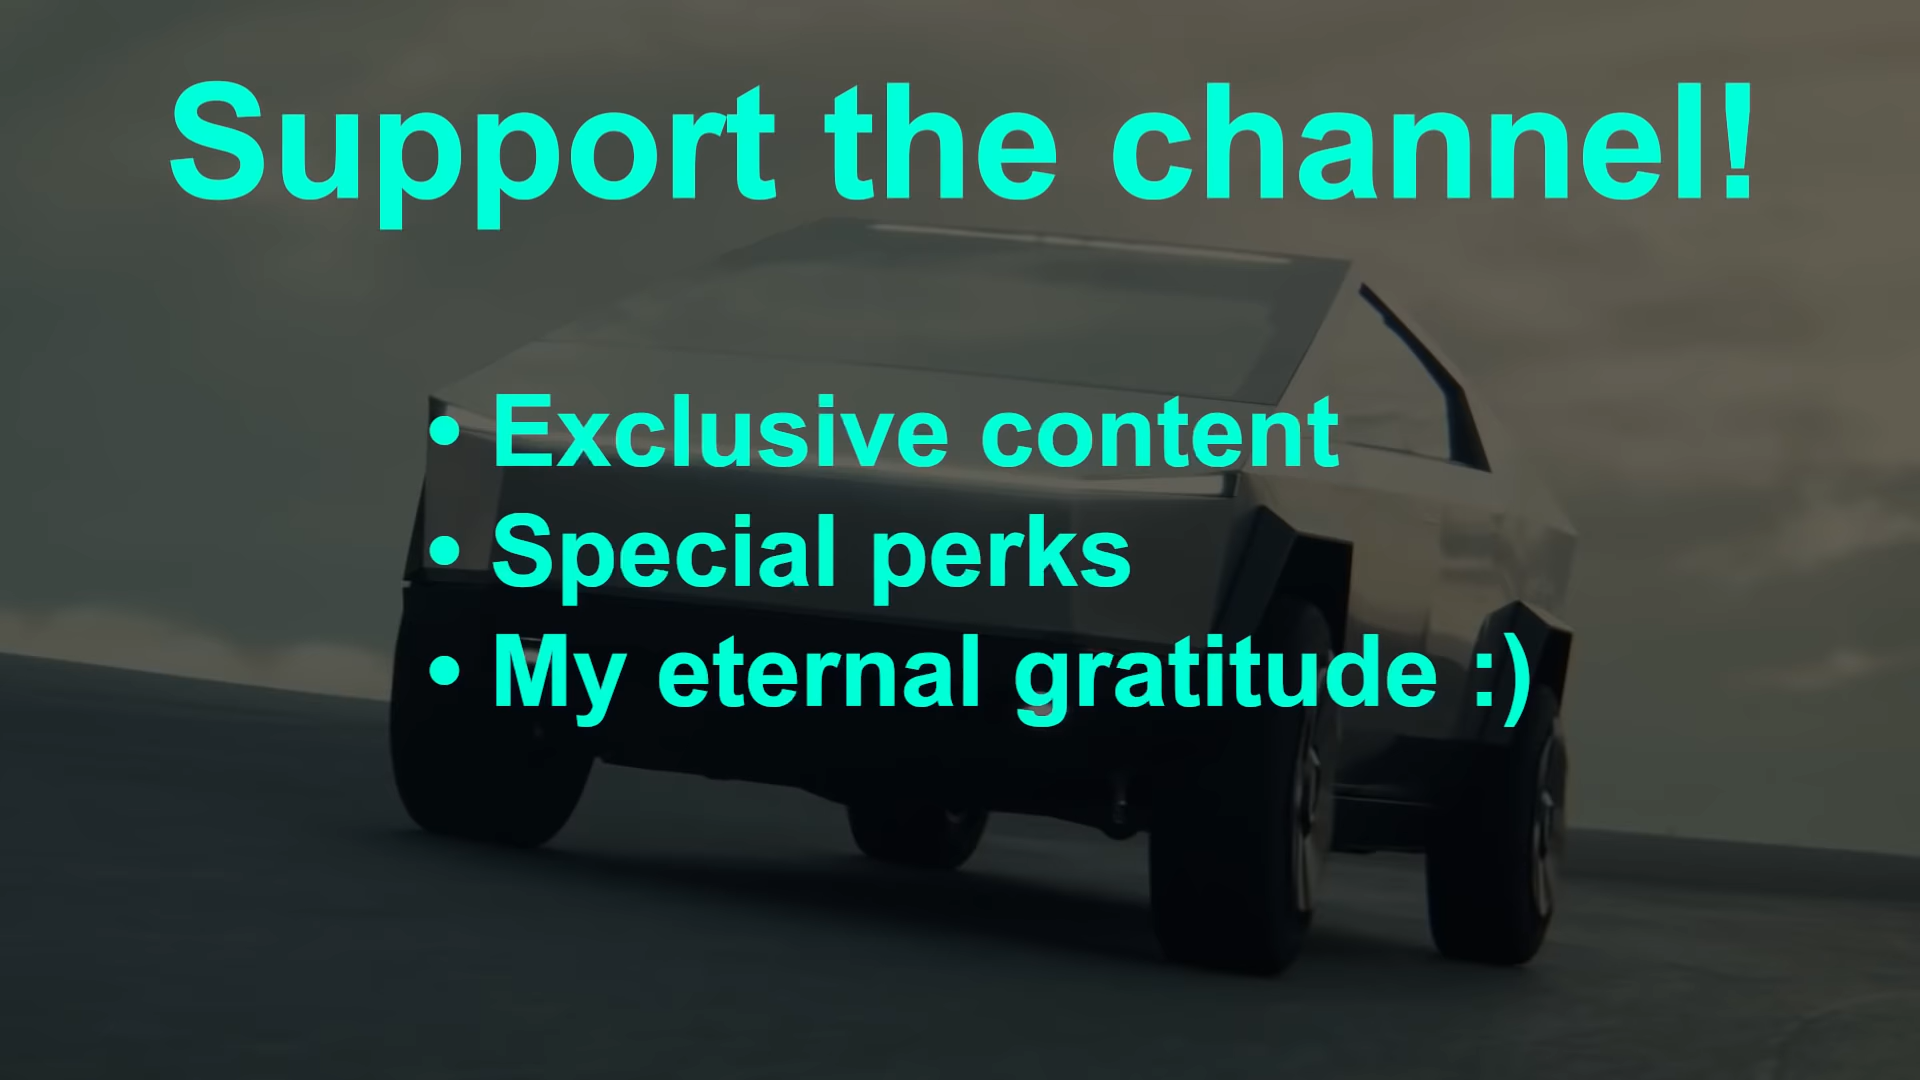 Support the channel!
• Exclusive content
• Special perks
• My eternal gratitude :)